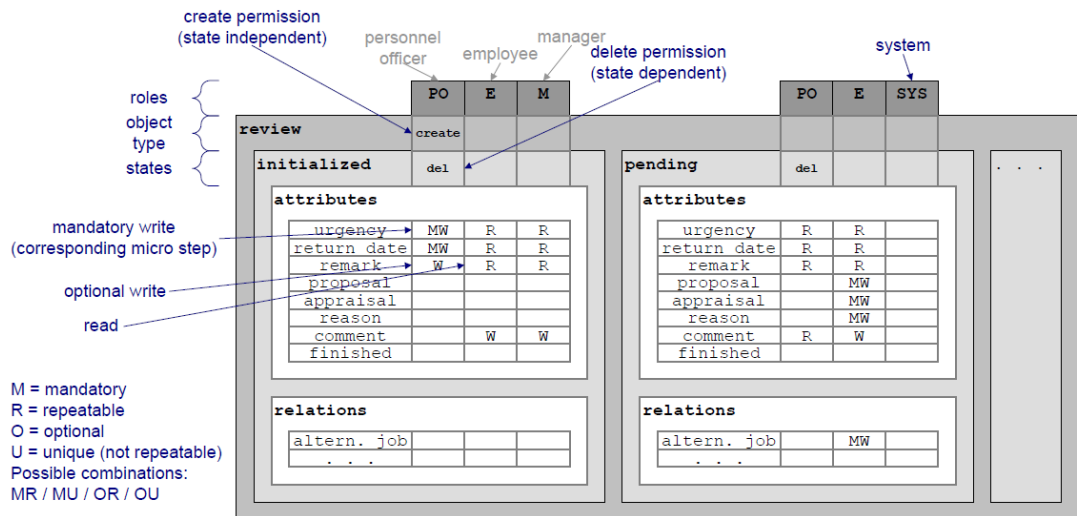 create permission
(state independent)
personnel
officer
employee
manager
delete permission
(state dependent)
system
roles
PO E M
PO E SYS
object
type
review
create
states
initialized
del
pending
del
. . .
attributes
urgency MW R R
return date MW R R
remark W R R
proposal
appraisal
reason
comment W W
finished
attributes
urgency R R
return date R R
remark R R
proposal MW
appraisal MW
reason MW
comment R W
finished
mandatory write
(corresponding micro step)
optional write
read
M = mandatory
R = repeatable
O = optional
U = unique (not repeatable)
Possible combinations:
MR / MU / OR / OU
relations
altern. job
. . .
relations
altern. job MW
. . .